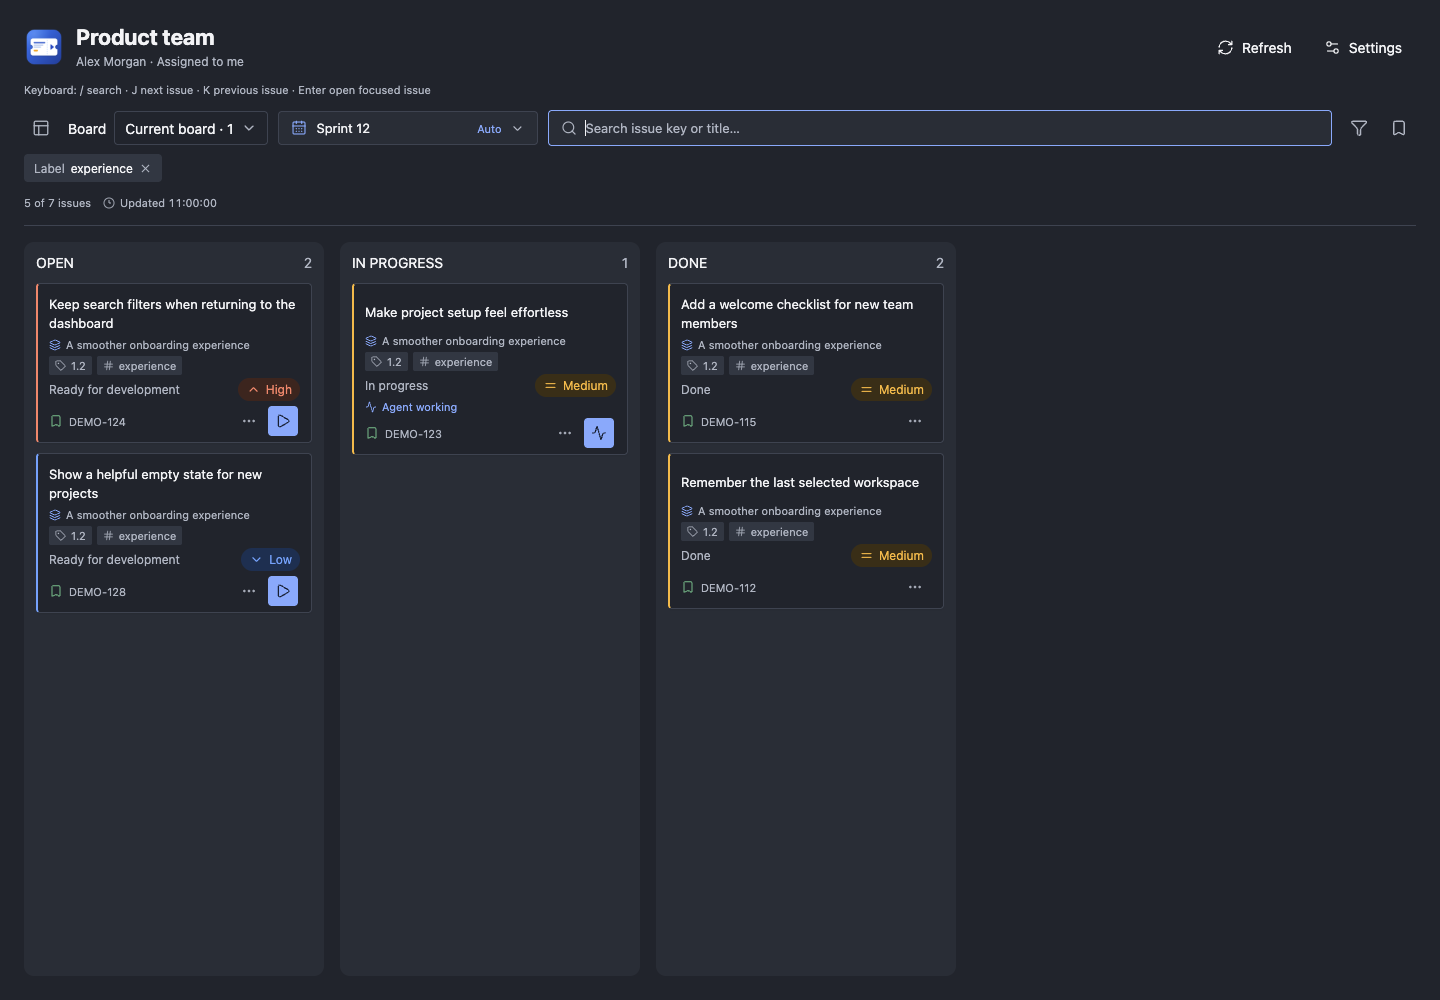 Product team
Alex Morgan · Assigned to me
Refresh
Settings
Keyboard: / search · J next issue · K previous issue · Enter open focused issue
Board
Current board · 1
Sprint 12
Auto
Search issue key or title...
Label experience
5 of 7 issues
Updated 11:00:00
OPEN
2
Keep search filters when returning to the
dashboard
A smoother onboarding experience
1.2
# experience
Ready for development
High
DEMO-124
Show a helpful empty state for new
projects
A smoother onboarding experience
1.2
# experience
Ready for development
Low
DEMO-128
IN PROGRESS
1
Make project setup feel effortless
A smoother onboarding experience
1.2
# experience
In progress
Medium
Agent working
DEMO-123
DONE
2
Add a welcome checklist for new team
members
A smoother onboarding experience
1.2
# experience
Done
Medium
DEMO-115
Remember the last selected workspace
A smoother onboarding experience
1.2
# experience
Done
Medium
DEMO-112